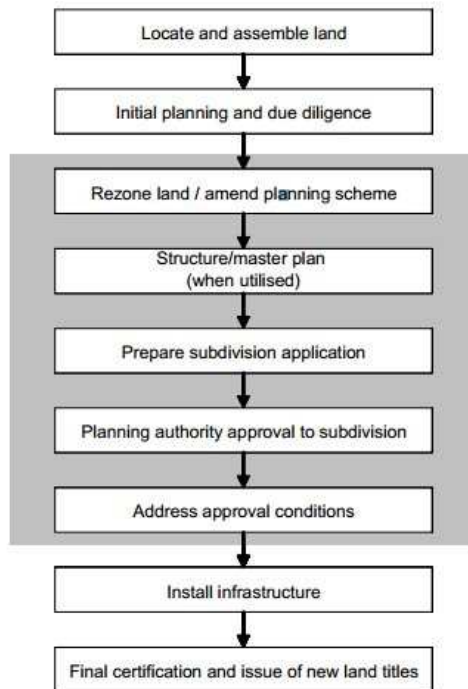 Locate and assemble land
Initial planning and due diligence
Rezone land / amend planning scheme
Structure/master plan
(when utilised)
Prepare subdivision application
Planning authority approval to subdivision
Address approval conditions
Install infrastructure
Final certification and issue of new land titles